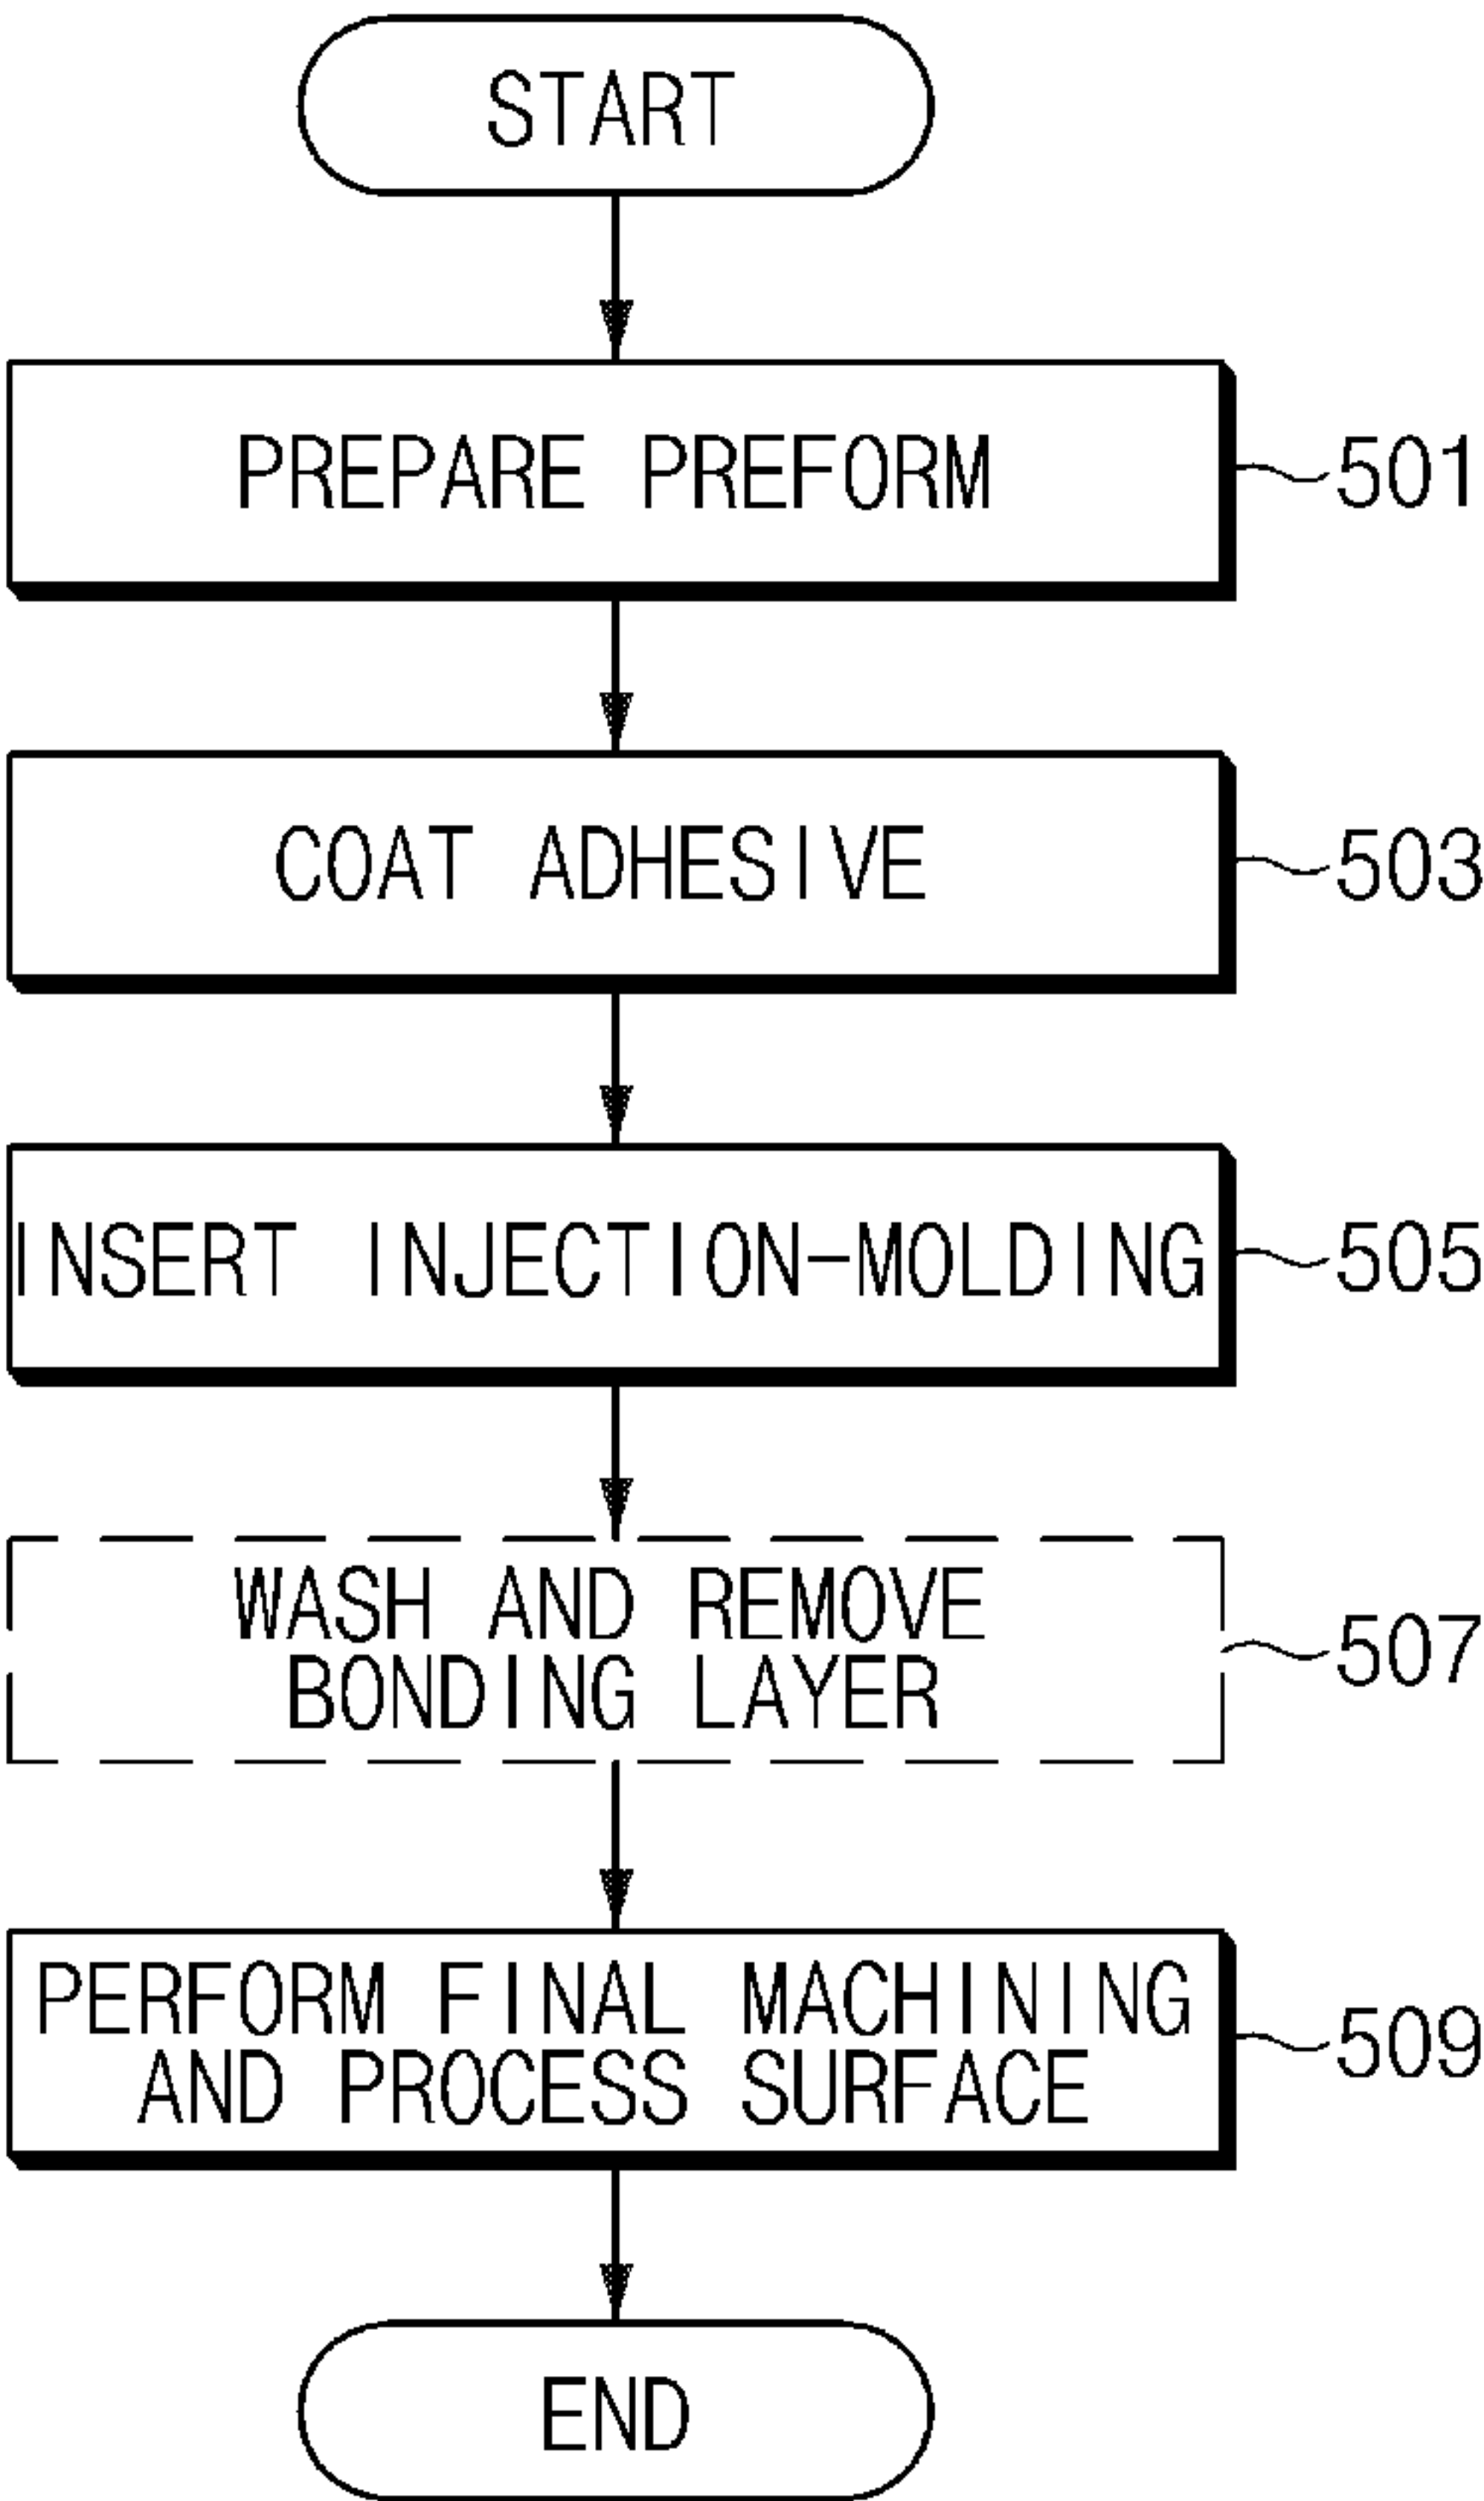 START
PREPARE PREFORM
501
COAT ADHESIVE
503
INSERT INJECTION-MOLDING
505
WASH AND REMOVE
BONDING LAYER
507
PERFORM FINAL MACHINING
AND PROCESS SURFACE
509
END